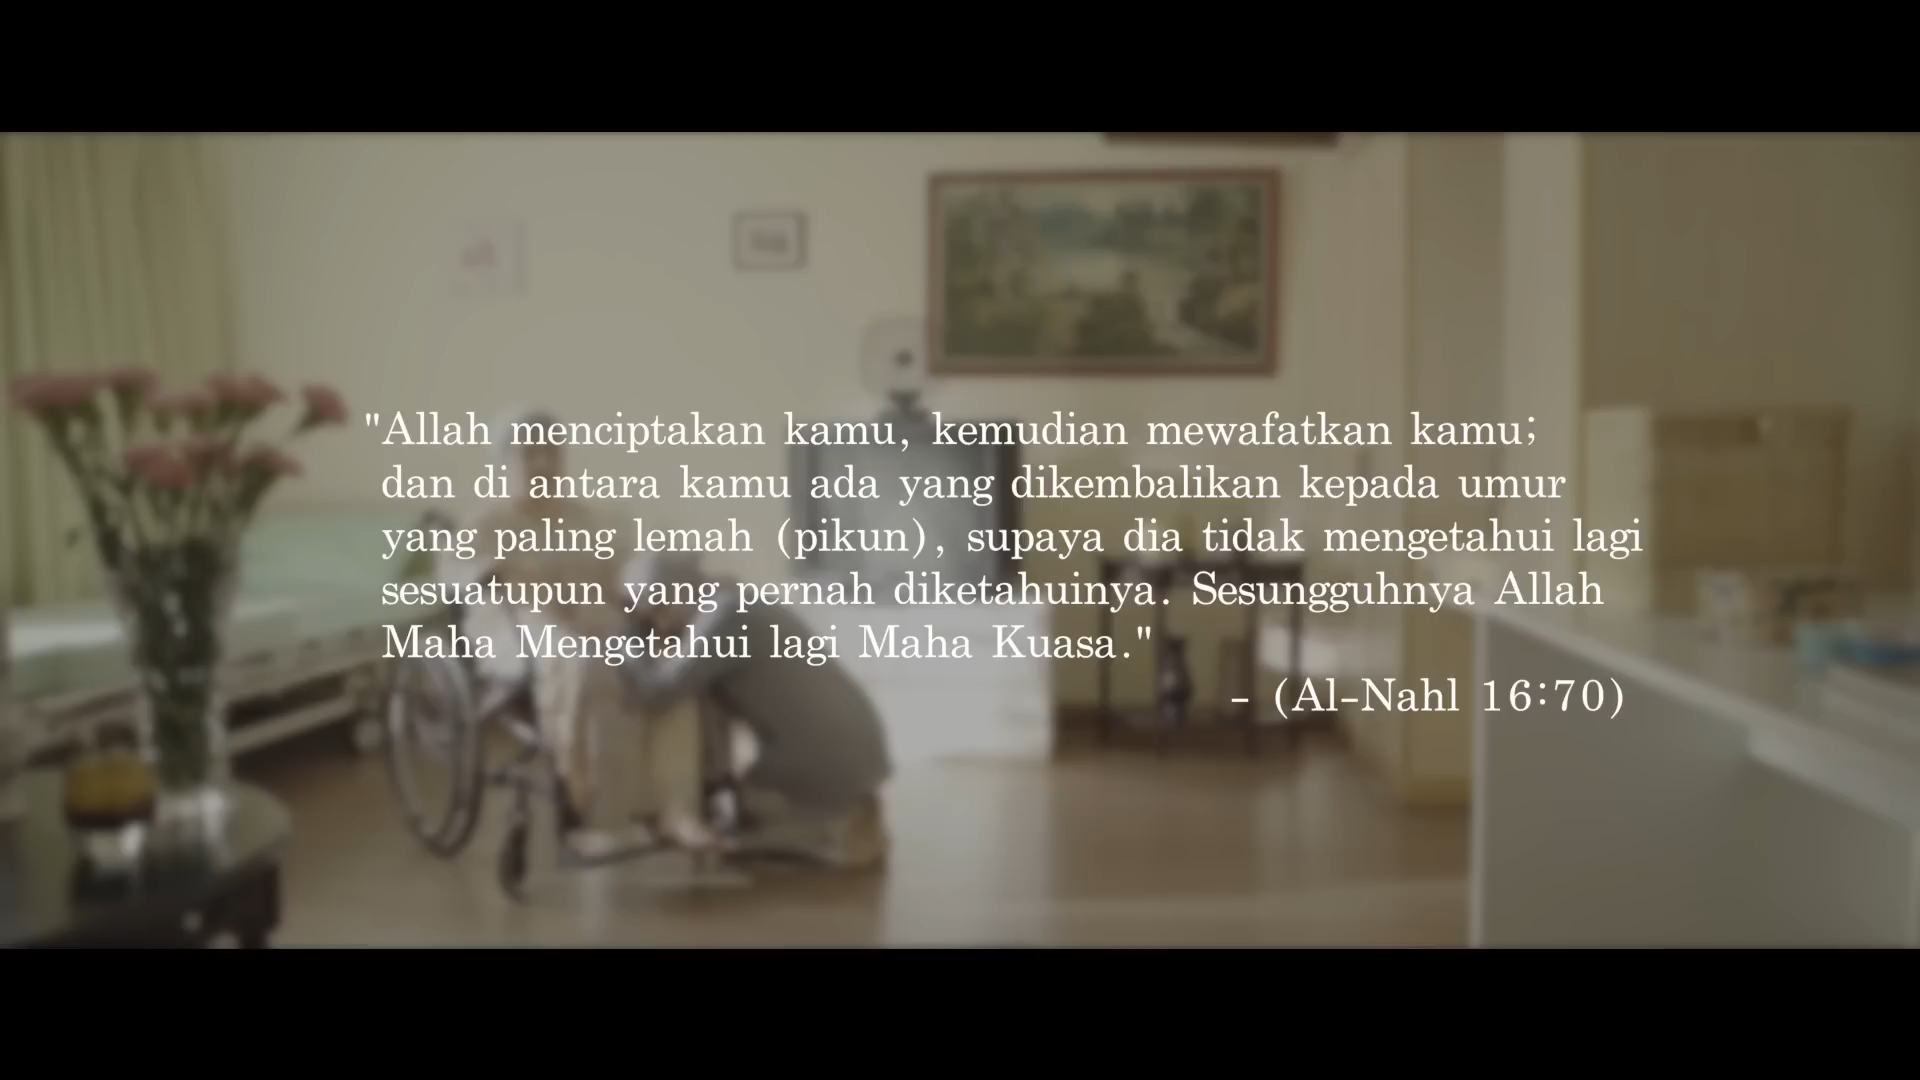 "Allah menciptakan kamu, kemudian mewafatkan kamu;
dan di antara kamu ada yang dikembalikan kepada umur
yang paling lemah (pikun), supaya dia tidak mengetahui lagi
sesuatupun yang pernah diketahuinya. Sesungguhnya Allah
Maha Mengetahui lagi Maha Kuasa."
- (Al-Nahl 16:70)